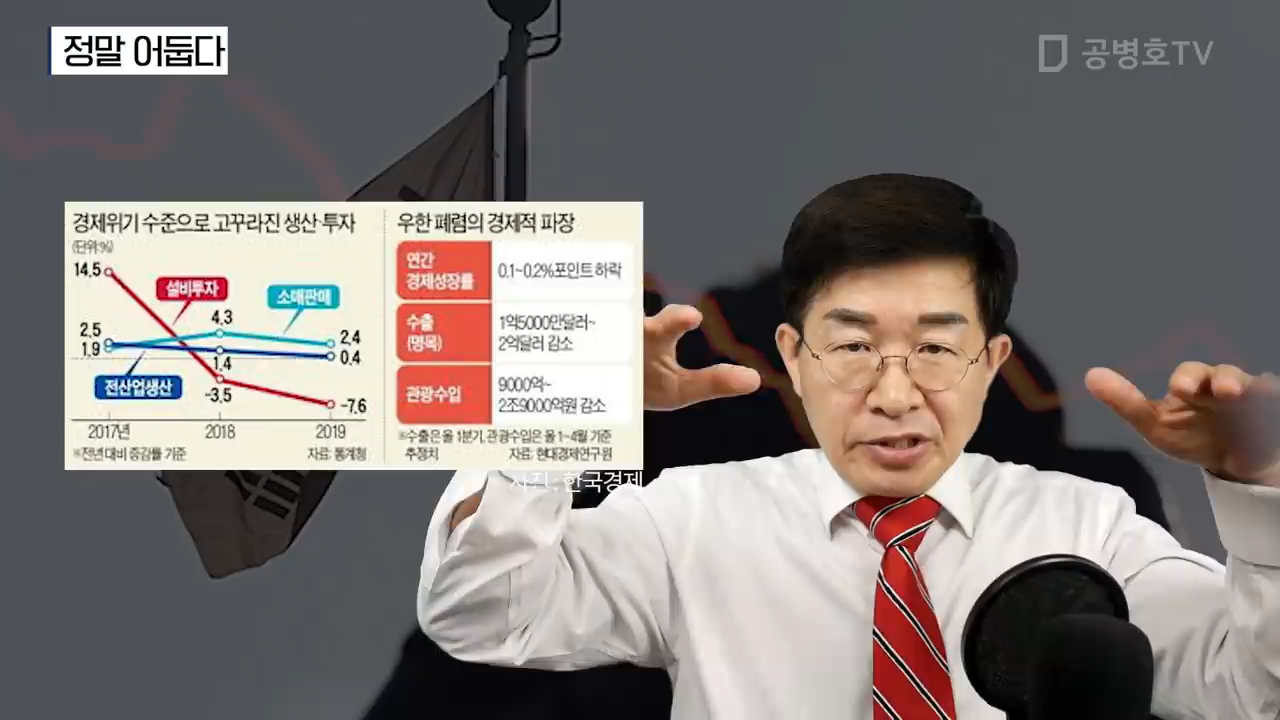 정말 어둡다
공병호TV
경제위기 수준으로 고꾸라진 생산·투자
(단위:%)
14.5
설비투자
소매판매
4.3
2.5
2.4
1.9
0.4
1.4
전산업생산
-3.5
-7.6
2017년 2018 2019
※전년 대비 증감률 기준 자료: 통계청
우한 폐렴의 경제적 파장
연간
경제성장률
0.1~0.2%포인트 하락
수출
(명목)
1억5000만달러~
2억달러 감소
관광수입
9000억~
2조9000억원 감소
※수출은 올 1분기, 관광수입은 올 1~4월 기준
추정치 자료: 현대경제연구원
사진 : 한국경제